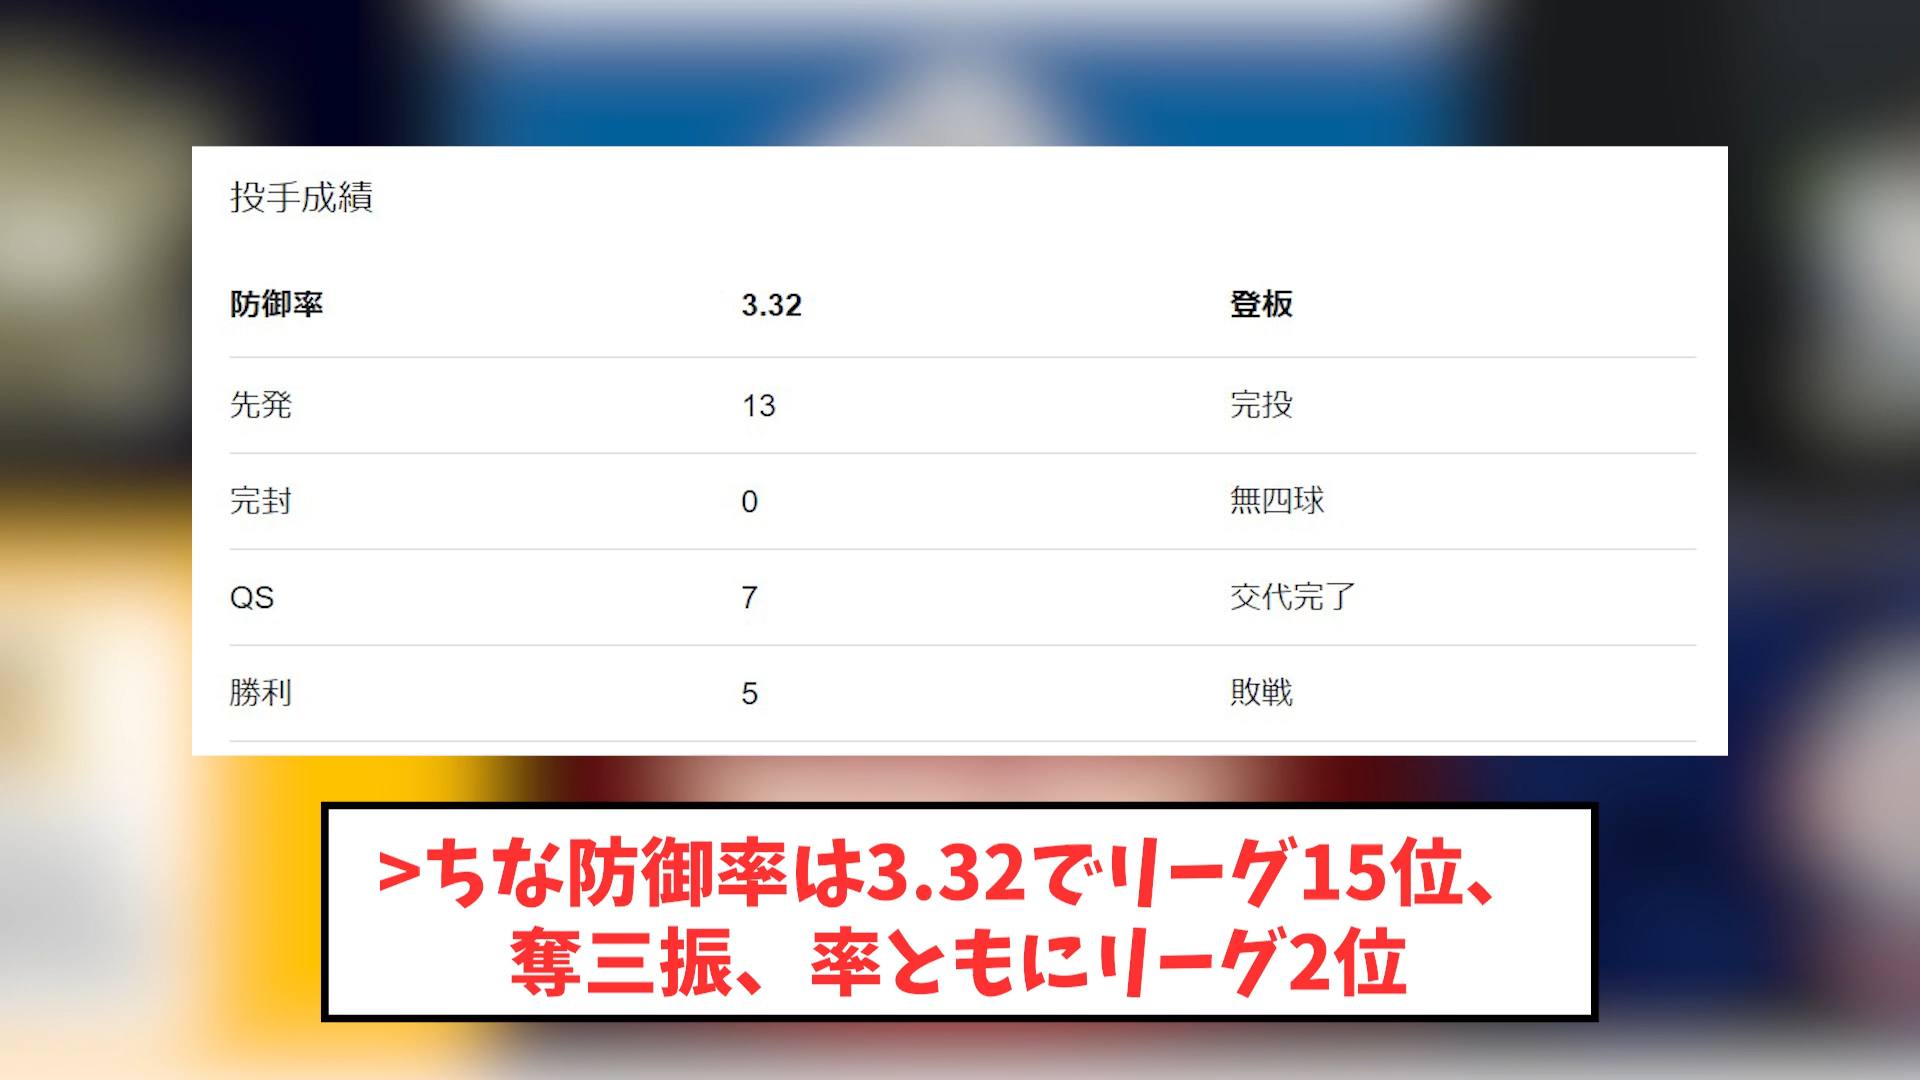 投手成績
防御率 3.32 登板
先発 13 完投
完封 0 無四球
QS 7 交代完了
勝利 5 敗戦
>ちな防御率は3.32でリーグ15位、
奪三振、率ともにリーグ2位